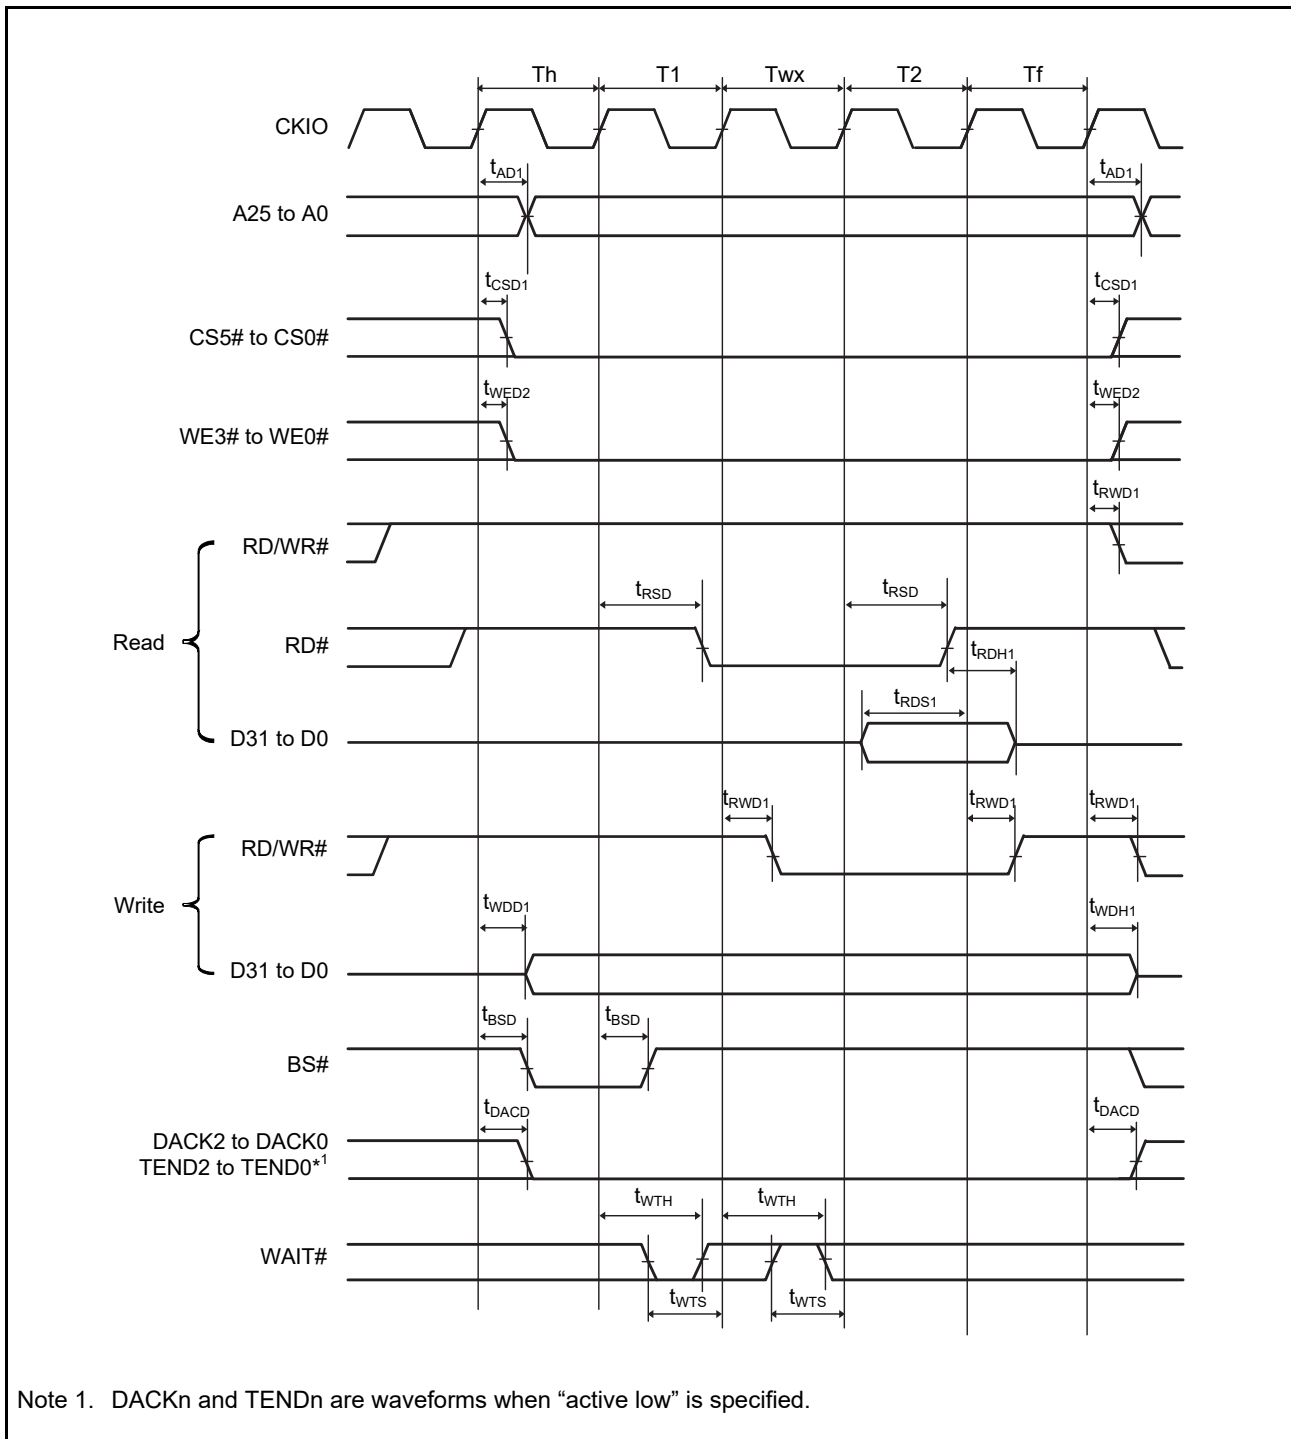 Th T1 Twx T2 Tf
CKIO
tAD1 tAD1
A25 to A0
tCSD1 tCSD1
CS5# to CS0#
tWED2 tWED2
WE3# to WE0#
tRWD1
RD/WR#
tRSD tRSD
Read
RD#
tRDH1
tRDS1
D31 to D0
tRWD1 tRWD1 tRWD1
RD/WR#
Write
tWDD1 tWDH1
D31 to D0
tBSD tBSD
BS#
tDACD tDACD
DACK2 to DACK0
TEND2 to TEND0*1
tWTH tWTH
WAIT#
tWTS tWTS
Note 1. DACKn and TENDn are waveforms when “active low” is specified.